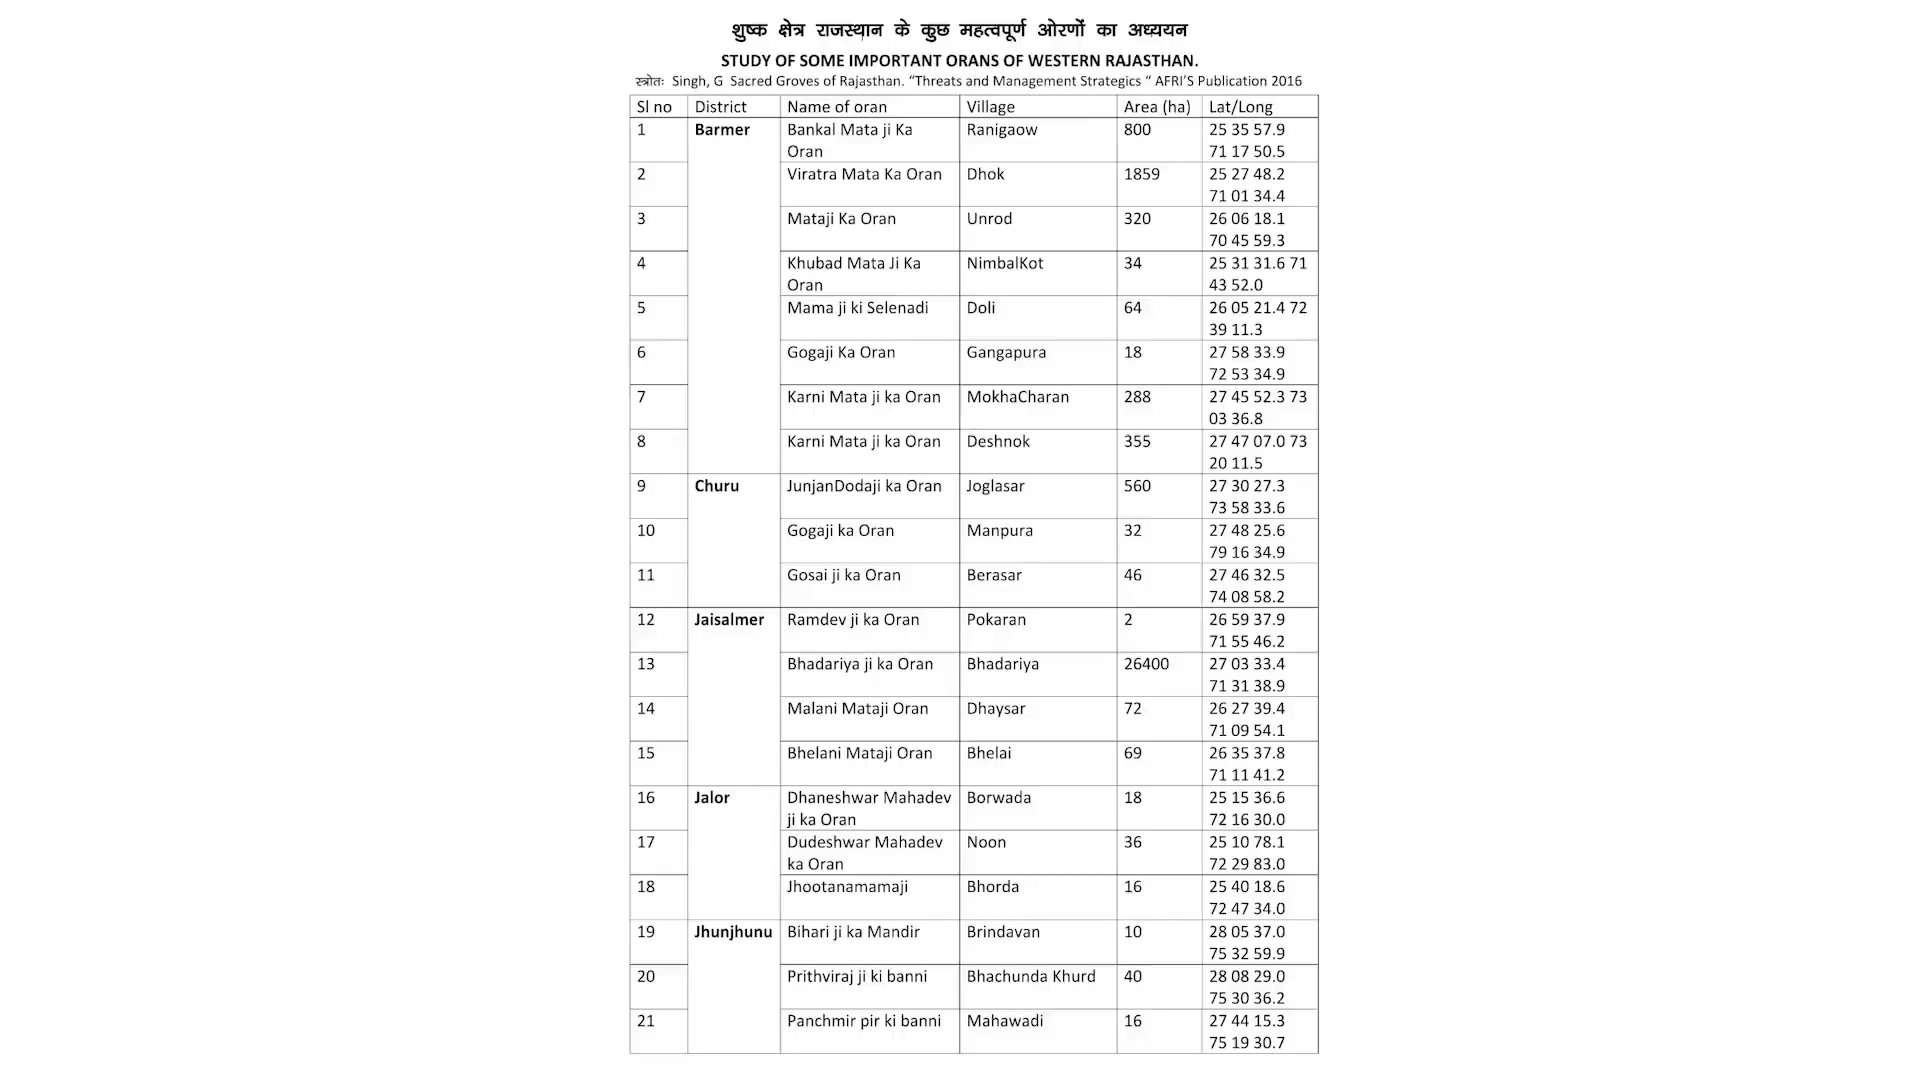 शुष्क क्षेत्र राजस्थान के कुछ महत्वपूर्ण ओरणों का अध्ययन
STUDY OF SOME IMPORTANT ORANS OF WESTERN RAJASTHAN.
स्त्रोतः Singh, G Sacred Groves of Rajasthan. “Threats and Management Strategics “ AFRI’S Publication 2016
Sl no District Name of oran Village Area (ha) Lat/Long
1 Barmer Bankal Mata ji Ka Ranigaow 800 25 35 57.9
Oran 71 17 50.5
2 Viratra Mata Ka Oran Dhok 1859 25 27 48.2
71 01 34.4
3 Mataji Ka Oran Unrod 320 26 06 18.1
70 45 59.3
4 Khubad Mata Ji Ka NimbalKot 34 25 31 31.6 71
Oran 43 52.0
5 Mama ji ki Selenadi Doli 64 26 05 21.4 72
39 11.3
6 Gogaji Ka Oran Gangapura 18 27 58 33.9
72 53 34.9
7 Karni Mata ji ka Oran MokhaCharan 288 27 45 52.3 73
03 36.8
8 Karni Mata ji ka Oran Deshnok 355 27 47 07.0 73
20 11.5
9 Churu JunjanDodaji ka Oran Joglasar 560 27 30 27.3
73 58 33.6
10 Gogaji ka Oran Manpura 32 27 48 25.6
79 16 34.9
11 Gosai ji ka Oran Berasar 46 27 46 32.5
74 08 58.2
12 Jaisalmer Ramdev ji ka Oran Pokaran 2 26 59 37.9
71 55 46.2
13 Bhadariya ji ka Oran Bhadariya 26400 27 03 33.4
71 31 38.9
14 Malani Mataji Oran Dhaysar 72 26 27 39.4
71 09 54.1
15 Bhelani Mataji Oran Bhelai 69 26 35 37.8
71 11 41.2
16 Jalor Dhaneshwar Mahadev Borwada 18 25 15 36.6
ji ka Oran 72 16 30.0
17 Dudeshwar Mahadev Noon 36 25 10 78.1
ka Oran 72 29 83.0
18 Jhootanamamaji Bhorda 16 25 40 18.6
72 47 34.0
19 Jhunjhunu Bihari ji ka Mandir Brindavan 10 28 05 37.0
75 32 59.9
20 Prithviraj ji ki banni Bhachunda Khurd 40 28 08 29.0
75 30 36.2
21 Panchmir pir ki banni Mahawadi 16 27 44 15.3
75 19 30.7